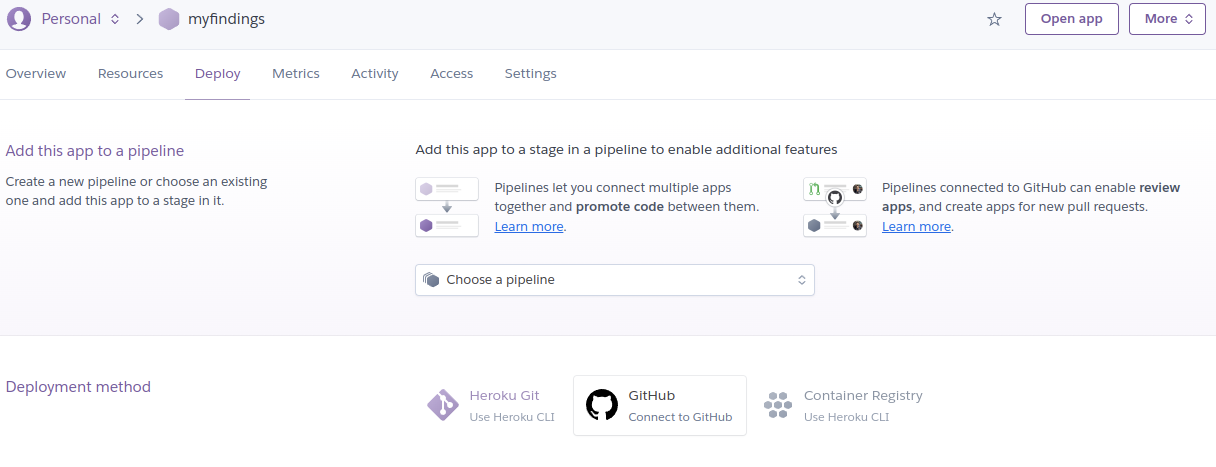 Personal myfindings Open app More
Overview Resources Deploy Metrics Activity Access Settings
Add this app to a pipeline
Create a new pipeline or choose an existing
one and add this app to a stage in it.
Add this app to a stage in a pipeline to enable additional features
Pipelines let you connect multiple apps
together and promote code between them.
Learn more.
Pipelines connected to GitHub can enable review
apps, and create apps for new pull requests.
Learn more.
Choose a pipeline
Deployment method
Heroku Git
Use Heroku CLI
GitHub
Connect to GitHub
Container Registry
Use Heroku CLI